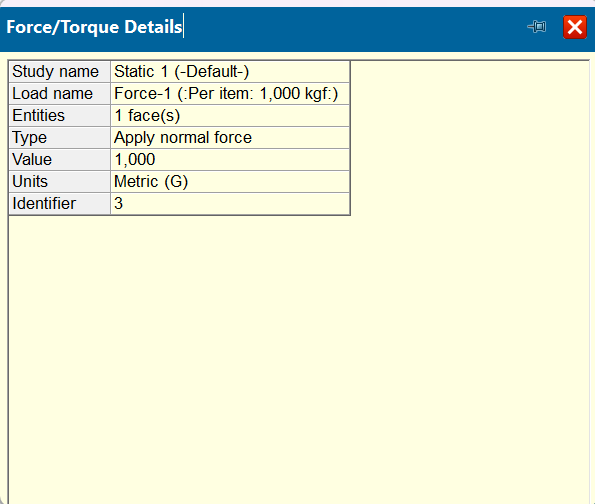 Force/Torque Details
Study name Static 1 (-Default-)
Load name Force-1 (:Per item: 1,000 kgf:)
Entities 1 face(s)
Type Apply normal force
Value 1,000
Units Metric (G)
Identifier 3